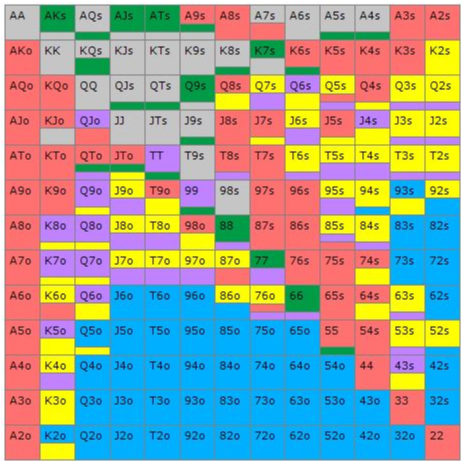 AA AKs AQs AJs ATs A9s A8s A7s A6s A5s A4s A3s A2s
AKo KK KQs KJs KTs K9s K8s K7s K6s K5s K4s K3s K2s
AQo KQo QQ QJs QTs Q9s Q8s Q7s Q6s Q5s Q4s Q3s Q2s
AJo KJo QJo JJ JTs J9s J8s J7s J6s J5s J4s J3s J2s
ATo KTo QTo JTo TT T9s T8s T7s T6s T5s T4s T3s T2s
A9o K9o Q9o J9o T9o 99 98s 97s 96s 95s 94s 93s 92s
A8o K8o Q8o J8o T8o 98o 88 87s 86s 85s 84s 83s 82s
A7o K7o Q7o J7o T7o 97o 87o 77 76s 75s 74s 73s 72s
A6o K6o Q6o J6o T6o 96o 86o 76o 66 65s 64s 63s 62s
A5o K5o Q5o J5o T5o 95o 85o 75o 65o 55 54s 53s 52s
A4o K4o Q4o J4o T4o 94o 84o 74o 64o 54o 44 43s 42s
A3o K3o Q3o J3o T3o 93o 83o 73o 63o 53o 43o 33 32s
A2o K2o Q2o J2o T2o 92o 82o 72o 62o 52o 42o 32o 22